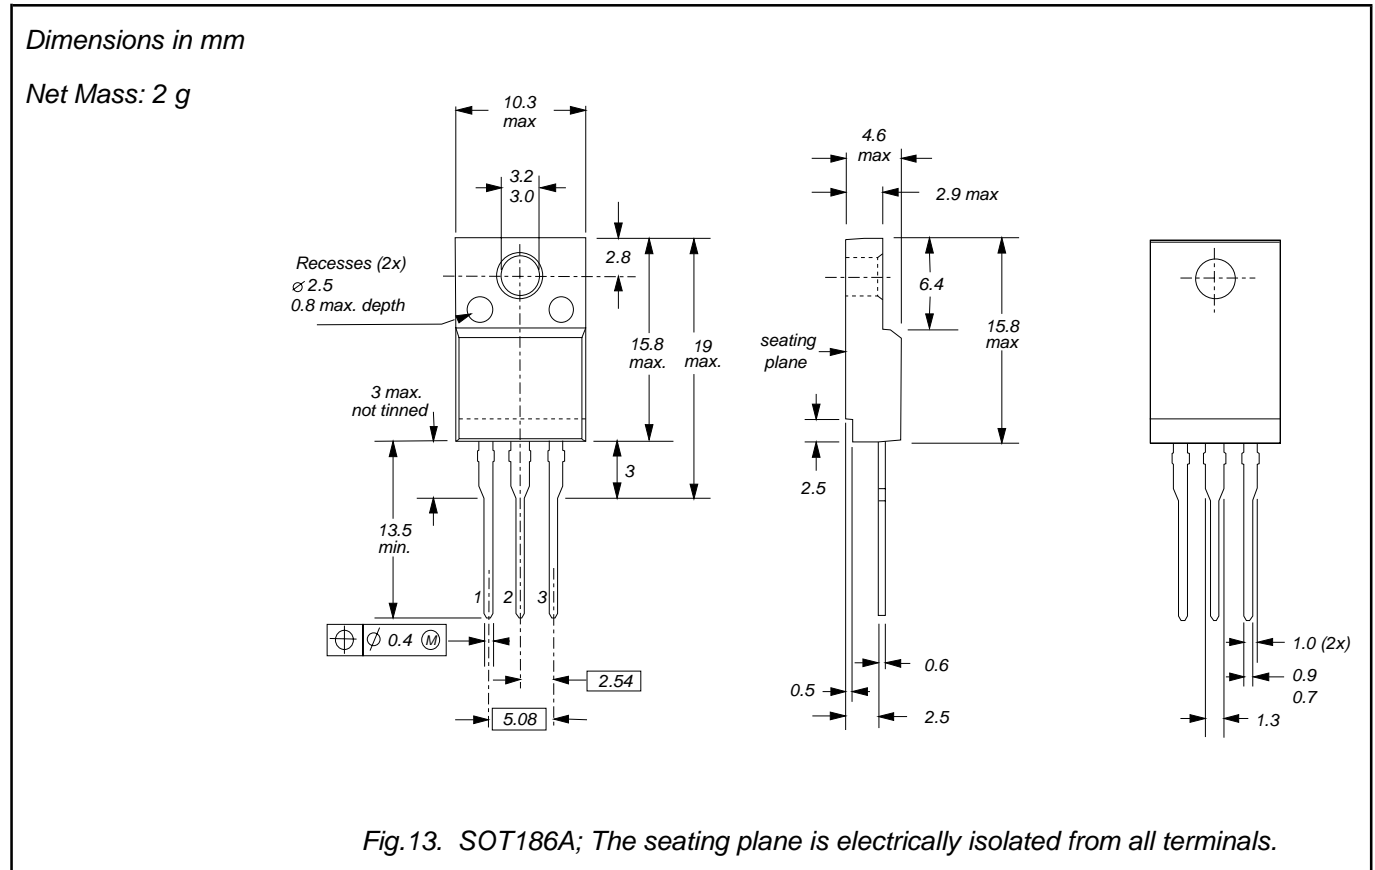 Dimensions in mm
Net Mass: 2 g
10.3
max
3.2
3.0
2.8
Recesses (2x)
⌀ 2.5
0.8 max. depth
15.8
max.
19
max.
3 max.
not tinned
3
13.5
min.
1 2 3
⌖ ⌀ 0.4 Ⓜ
2.54
5.08
4.6
max
2.9 max
6.4
15.8
max
seating
plane
2.5
0.6
0.5
2.5
1.0 (2x)
0.9
0.7
1.3
Fig.13. SOT186A; The seating plane is electrically isolated from all terminals.